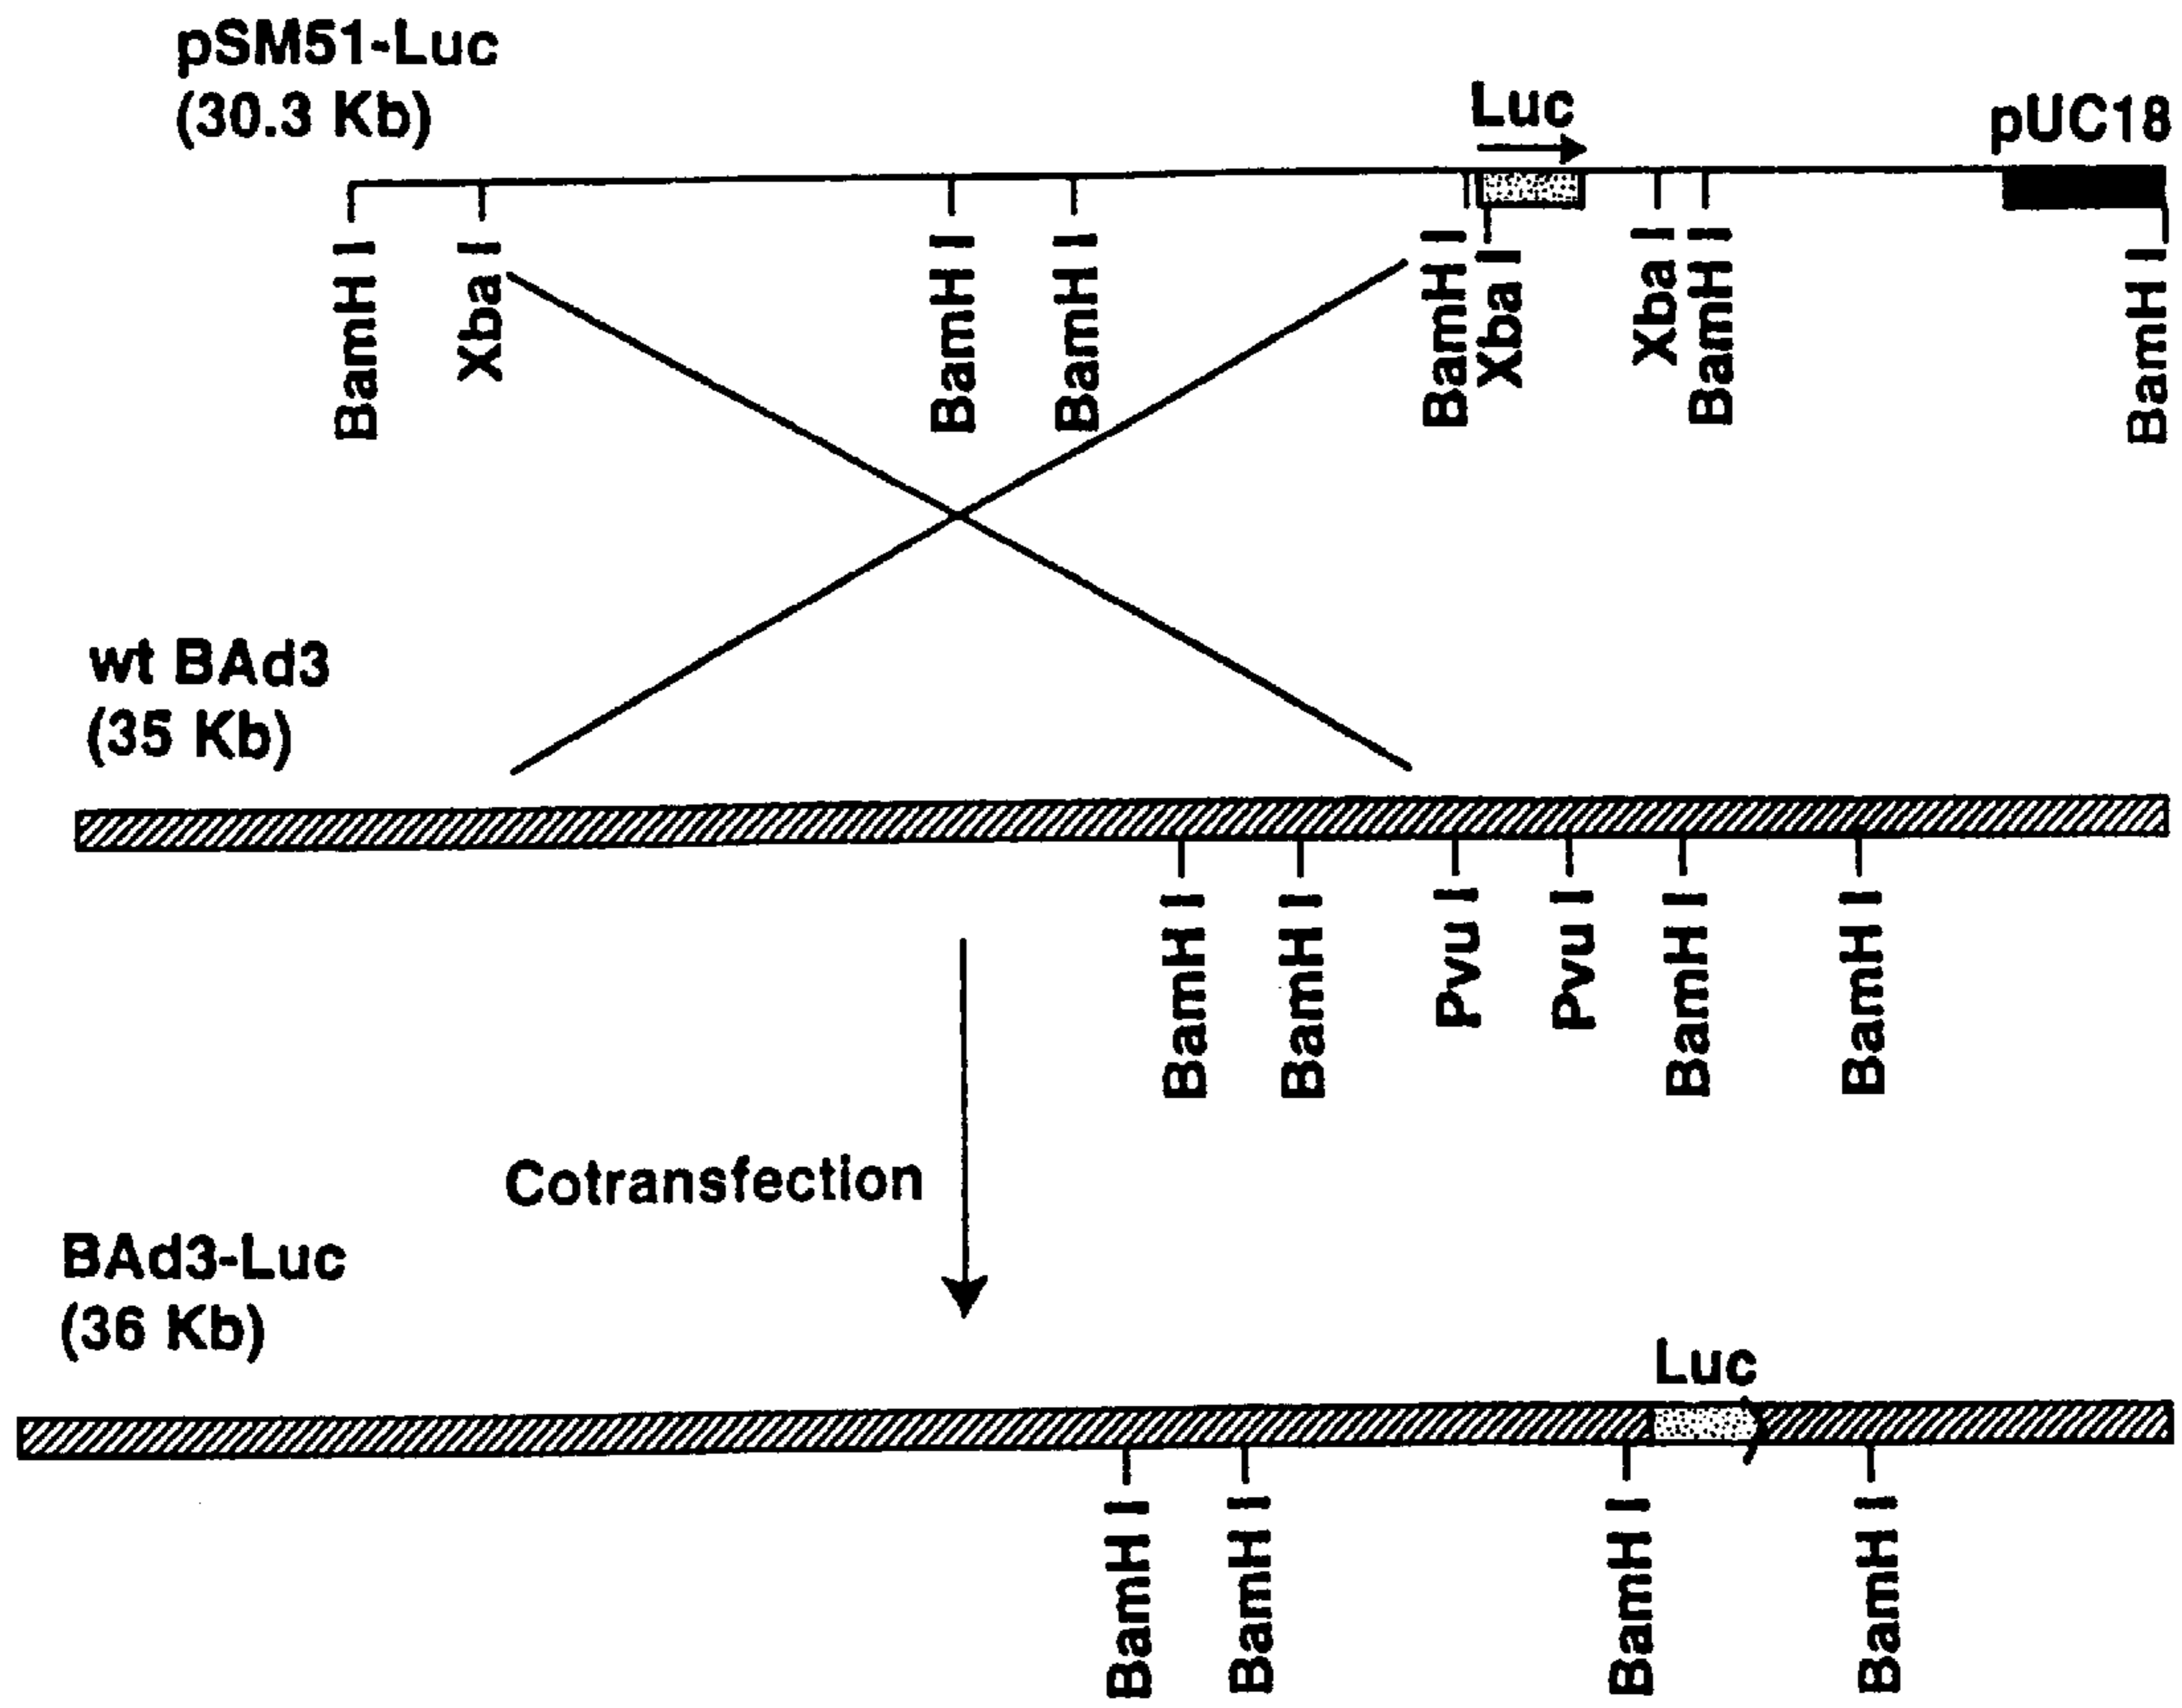 pSM51-Luc
(30.3 Kb)
Luc
pUC18
BamH I
Xba I
BamH I
BamH I
BamH I
Xba I
Xba I
BamH I
BamH I
wt BAd3
(35 Kb)
BamH I
BamH I
Pvu I
Pvu I
BamH I
BamH I
Cotransfection
BAd3-Luc
(36 Kb)
Luc
BamH I
BamH I
BamH I
BamH I